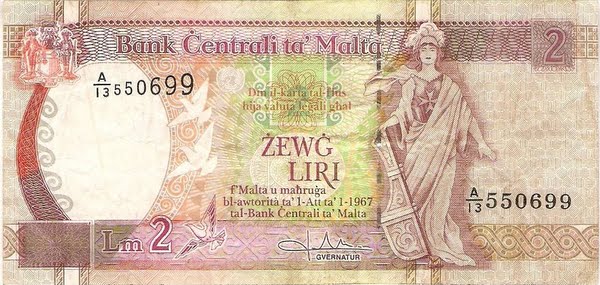 Bank Ċentrali ta' Malta
2
A/13 550699
Din il-karta tal-flus
hija valuta legali għal
ŻEWĠ
LIRI
f'Malta u maħruġa
bl-awtorità ta' l-Att ta' l-1967
tal-Bank Ċentrali ta' Malta
A/13 550699
Lm 2
GVERNATUR